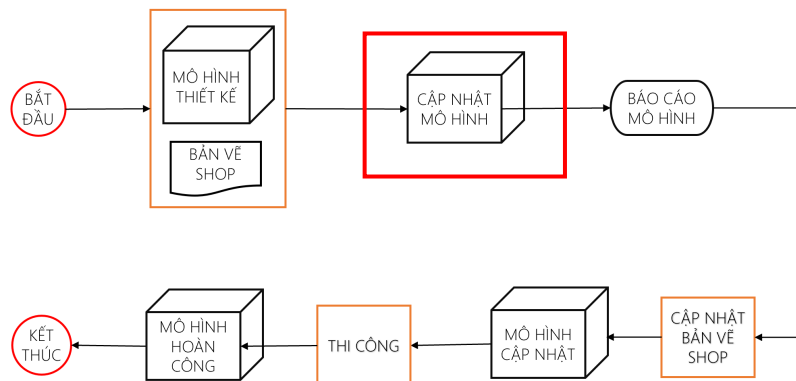 BẮT
ĐẦU
MÔ HÌNH
THIẾT KẾ
BẢN VẼ
SHOP
CẬP NHẬT
MÔ HÌNH
BÁO CÁO
MÔ HÌNH
KẾT
THÚC
MÔ HÌNH
HOÀN
CÔNG
THI CÔNG
MÔ HÌNH
CẬP NHẬT
CẬP NHẬT
BẢN VẼ
SHOP